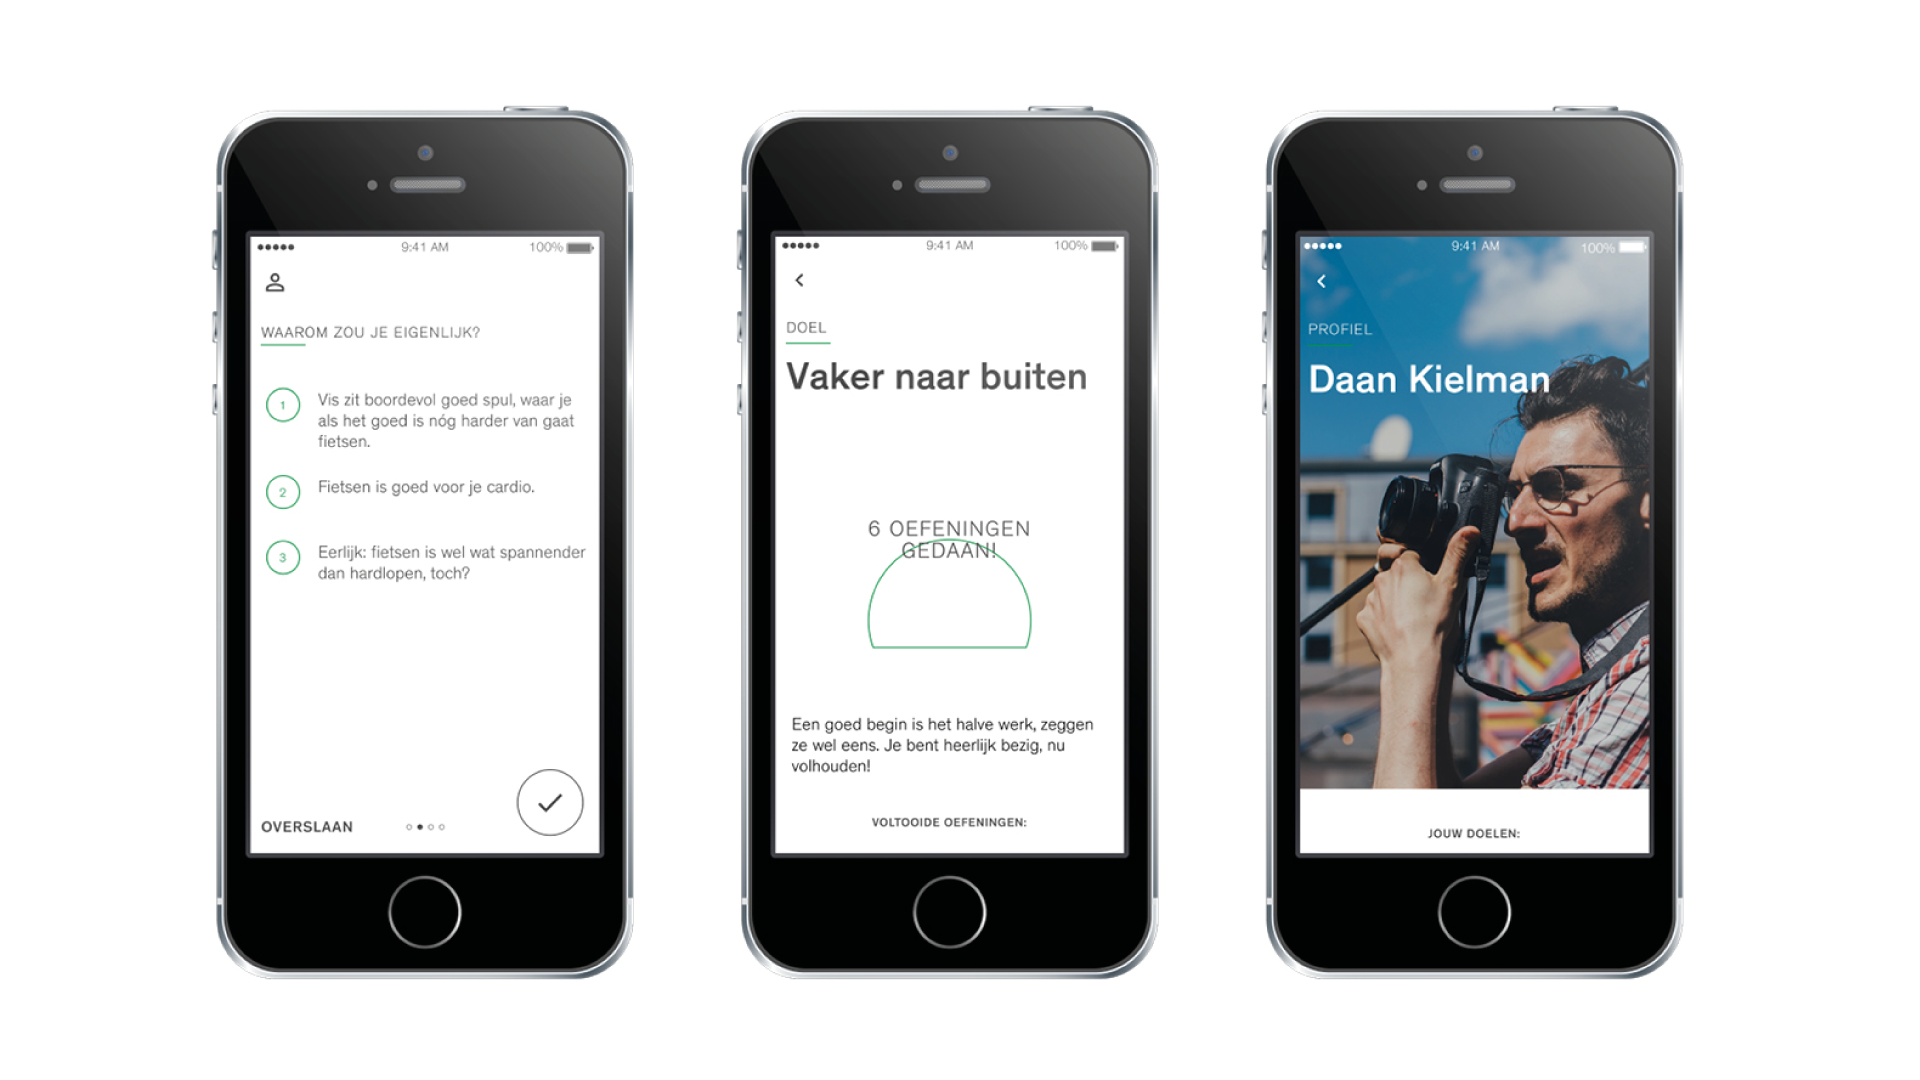 9:41 AM 100%
WAAROM ZOU JE EIGENLIJK?
1 Vis zit boordevol goed spul, waar je
als het goed is nóg harder van gaat
fietsen.
2 Fietsen is goed voor je cardio.
3 Eerlijk: fietsen is wel wat spannender
dan hardlopen, toch?
OVERSLAAN
9:41 AM 100%
DOEL
Vaker naar buiten
6 OEFENINGEN
GEDAAN!
Een goed begin is het halve werk, zeggen
ze wel eens. Je bent heerlijk bezig, nu
volhouden!
VOLTOOIDE OEFENINGEN:
9:41 AM 100%
PROFIEL
Daan Kielman
JOUW DOELEN: